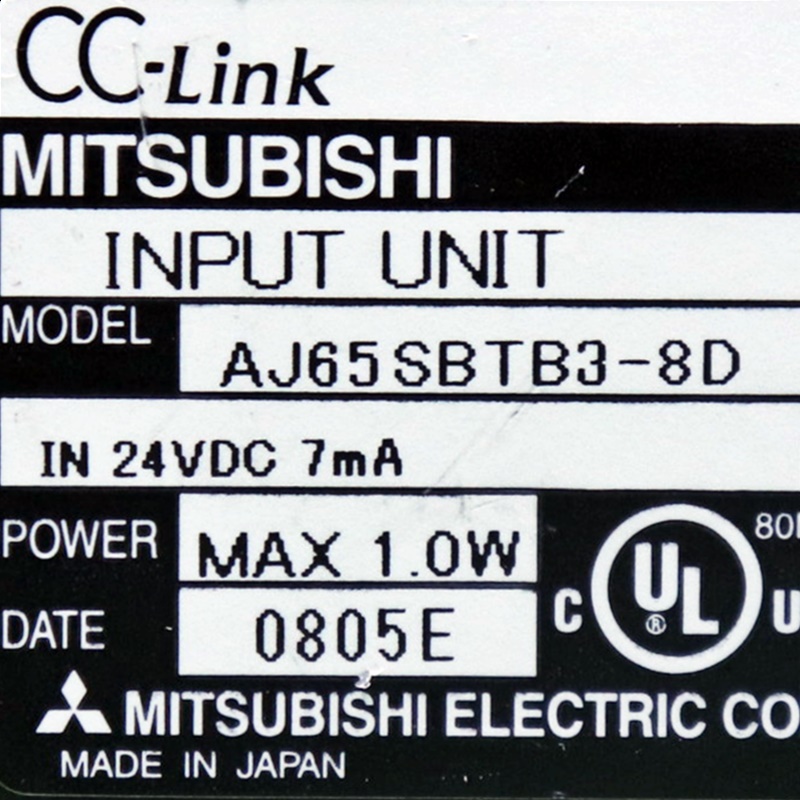 CC-Link
MITSUBISHI
INPUT UNIT
MODEL AJ65SBTB3-8D
IN 24VDC 7mA
POWER MAX 1.0W
DATE 0805E
C UL ® U
MITSUBISHI ELECTRIC CO
MADE IN JAPAN